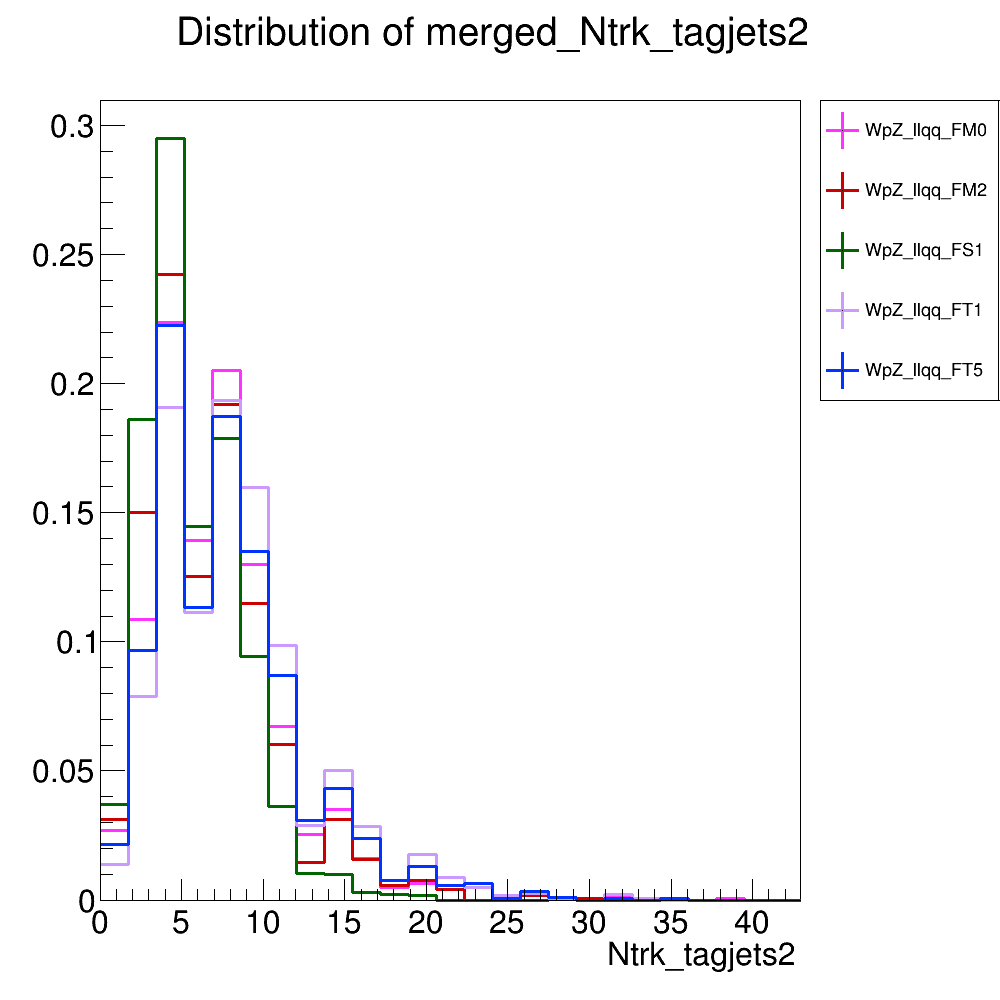 Distribution of merged_Ntrk_tagjets2
0.3
0.25
0.2
0.15
0.1
0.05
0
0 5 10 15 20 25 30 35 40
Ntrk_tagjets2
WpZ_llqq_FM0
WpZ_llqq_FM2
WpZ_llqq_FS1
WpZ_llqq_FT1
WpZ_llqq_FT5